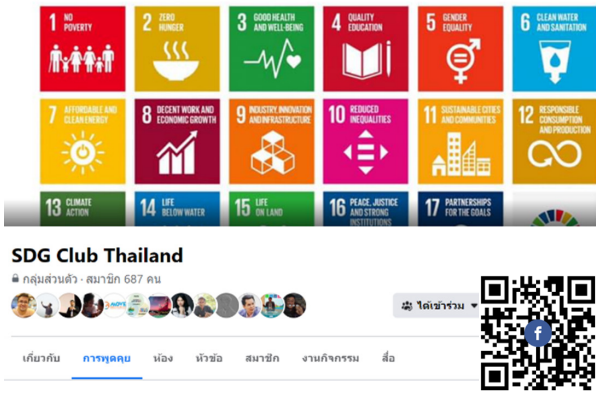 1 NO POVERTY
2 ZERO HUNGER
3 GOOD HEALTH AND WELL-BEING
4 QUALITY EDUCATION
5 GENDER EQUALITY
6 CLEAN WATER AND SANITATION
7 AFFORDABLE AND CLEAN ENERGY
8 DECENT WORK AND ECONOMIC GROWTH
9 INDUSTRY, INNOVATION AND INFRASTRUCTURE
10 REDUCED INEQUALITIES
11 SUSTAINABLE CITIES AND COMMUNITIES
12 RESPONSIBLE CONSUMPTION AND PRODUCTION
13 CLIMATE ACTION
14 LIFE BELOW WATER
15 LIFE ON LAND
16 PEACE, JUSTICE AND STRONG INSTITUTIONS
17 PARTNERSHIPS FOR THE GOALS
SDG Club Thailand
กลุ่มส่วนตัว · สมาชิก 687 คน
ได้เข้าร่วม
เกี่ยวกับ การพูดคุย ห้อง หัวข้อ สมาชิก งานกิจกรรม สื่อ